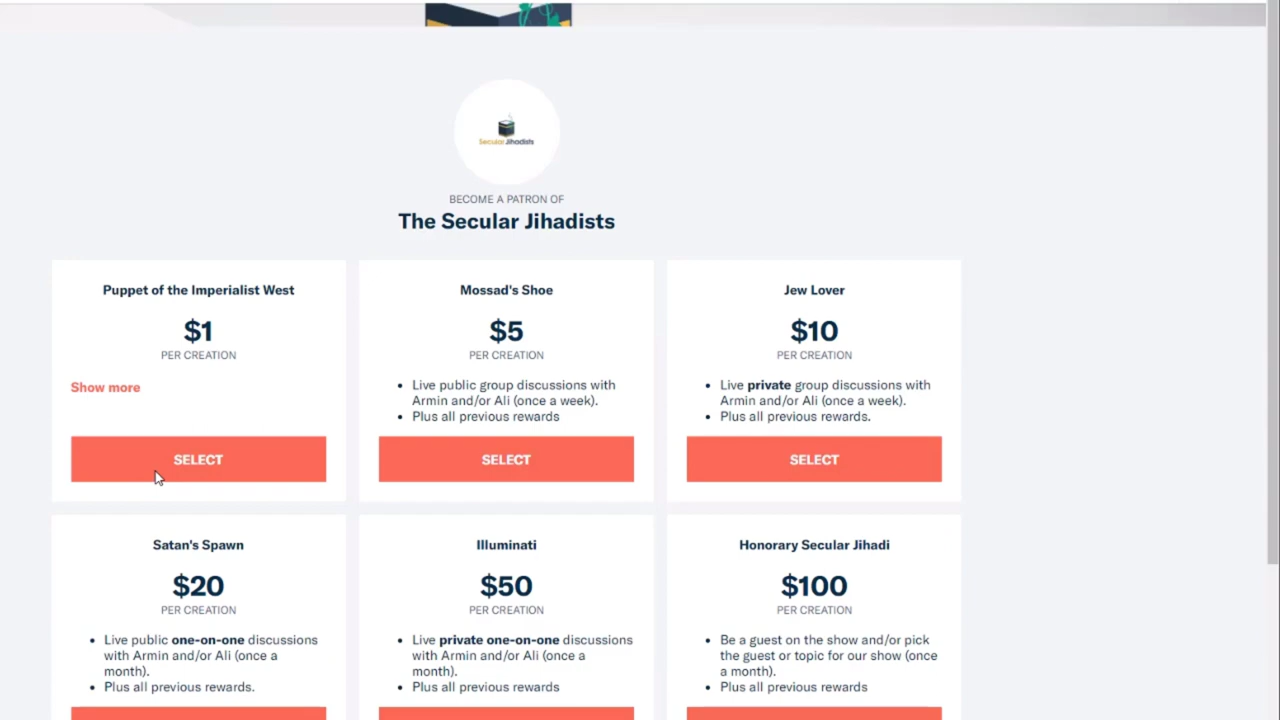 Secular Jihadists
BECOME A PATRON OF
The Secular Jihadists
Puppet of the Imperialist West
$1
PER CREATION
Show more
SELECT
Mossad's Shoe
$5
PER CREATION
• Live public group discussions with
Armin and/or Ali (once a week).
• Plus all previous rewards
SELECT
Jew Lover
$10
PER CREATION
• Live private group discussions with
Armin and/or Ali (once a week).
• Plus all previous rewards.
SELECT
Satan's Spawn
$20
PER CREATION
• Live public one-on-one discussions
with Armin and/or Ali (once a
month).
• Plus all previous rewards.
Illuminati
$50
PER CREATION
• Live private one-on-one discussions
with Armin and/or Ali (once a
month).
• Plus all previous rewards
Honorary Secular Jihadi
$100
PER CREATION
• Be a guest on the show and/or pick
the guest or topic for our show (once
a month).
• Plus all previous rewards